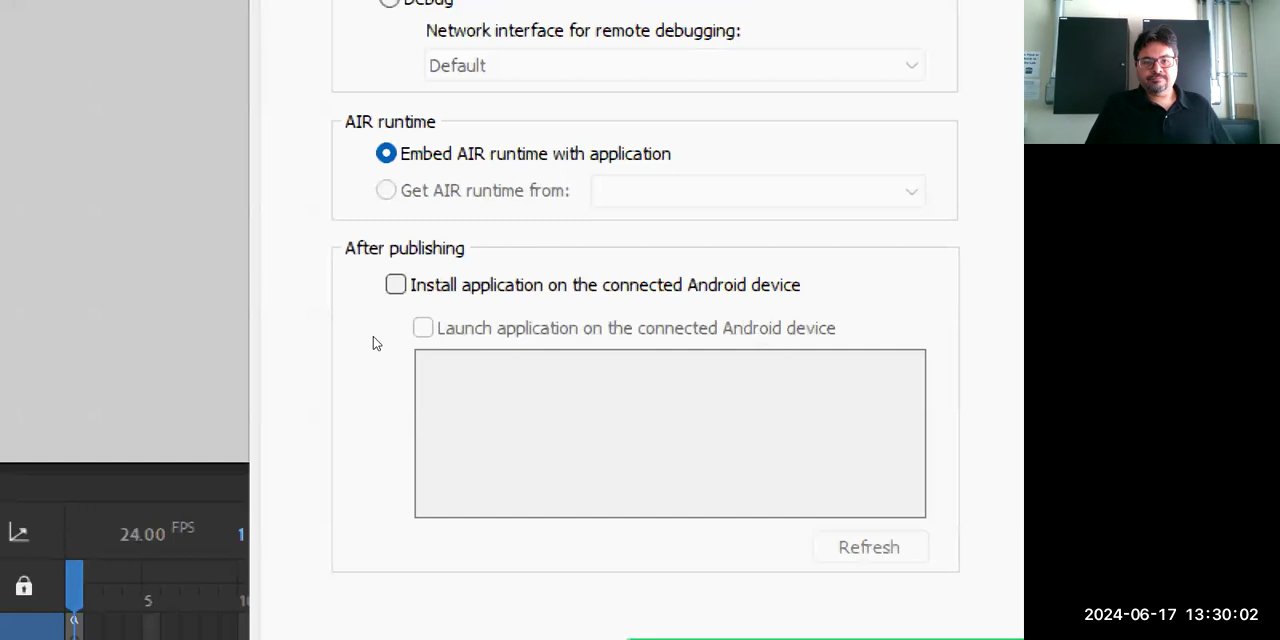 Debug
Network interface for remote debugging:
Default
AIR runtime
Embed AIR runtime with application
Get AIR runtime from:
After publishing
Install application on the connected Android device
Launch application on the connected Android device
Refresh
24.00 FPS 1
5 10
2024-06-17 13:30:02